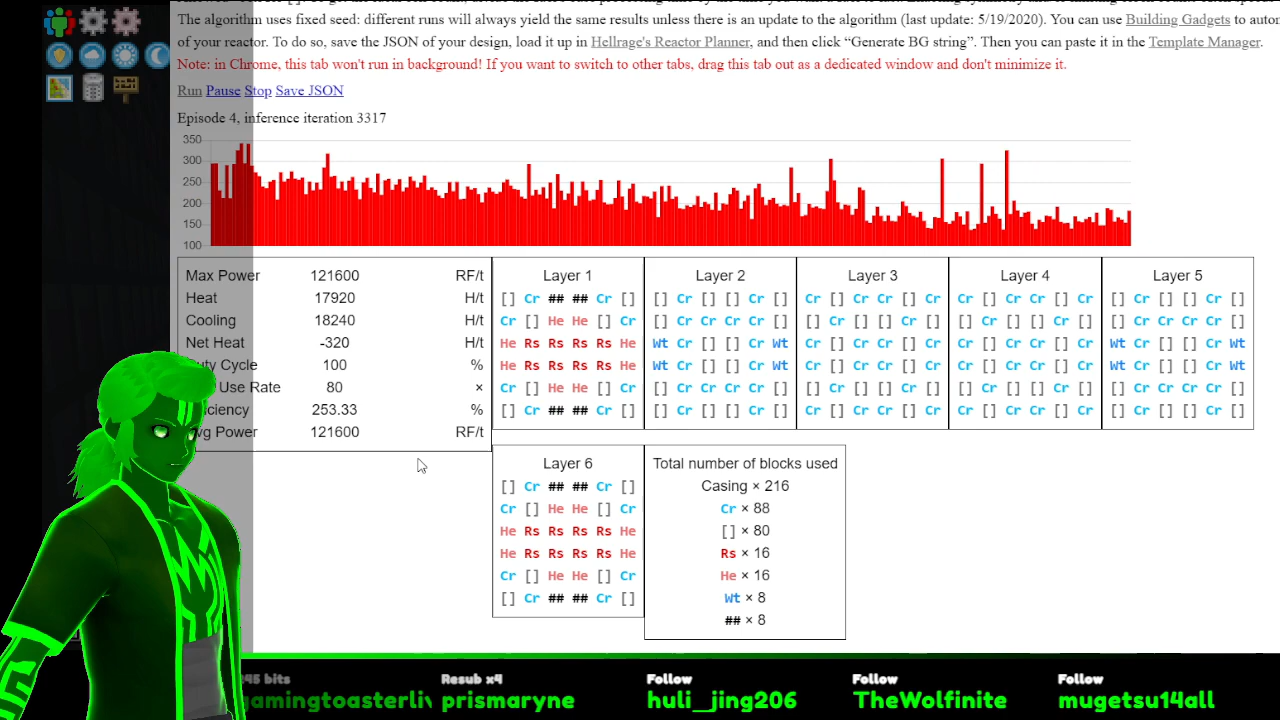 The algorithm uses fixed seed: different runs will always yield the same results unless there is an update to the algorithm (last update: 5/19/2020). You can use Building Gadgets to
of your reactor. To do so, save the JSON of your design, load it up in Hellrage's Reactor Planner, and then click “Generate BG string”. Then you can paste it in the Template Manager.
Note: in Chrome, this tab won't run in background! If you want to switch to other tabs, drag this tab out as a dedicated window and don't minimize it.
Run Pause Stop Save JSON
Episode 4, inference iteration 3317
350
300
250
200
150
100
Max Power 121600 RF/t
Heat 17920 H/t
Cooling 18240 H/t
Net Heat -320 H/t
Duty Cycle 100 %
Use Rate 80 ×
iciency 253.33 %
vg Power 121600 RF/t
Layer 1
[] Cr ## ## Cr []
Cr [] He He [] Cr
He Rs Rs Rs Rs He
He Rs Rs Rs Rs He
Cr [] He He [] Cr
[] Cr ## ## Cr []
Layer 2
[] Cr [] [] Cr []
[] Cr Cr Cr Cr []
Wt Cr [] [] Cr Wt
Wt Cr [] [] Cr Wt
[] Cr Cr Cr Cr []
[] Cr [] [] Cr []
Layer 3
Cr [] Cr Cr [] Cr
[] Cr [] [] Cr []
Cr [] Cr Cr [] Cr
Cr [] Cr Cr [] Cr
[] Cr [] [] Cr []
Cr [] Cr Cr [] Cr
Layer 4
Cr [] Cr Cr [] Cr
[] Cr [] [] Cr []
Cr [] Cr Cr [] Cr
Cr [] Cr Cr [] Cr
[] Cr [] [] Cr []
Cr [] Cr Cr [] Cr
Layer 5
[] Cr [] [] Cr []
[] Cr Cr Cr Cr []
Wt Cr [] [] Cr Wt
Wt Cr [] [] Cr Wt
[] Cr Cr Cr Cr []
[] Cr [] [] Cr []
Layer 6
[] Cr ## ## Cr []
Cr [] He He [] Cr
He Rs Rs Rs Rs He
He Rs Rs Rs Rs He
Cr [] He He [] Cr
[] Cr ## ## Cr []
Total number of blocks used
Casing × 216
Cr × 88
[] × 80
Rs × 16
He × 16
Wt × 8
## × 8
bits
gamingtoasterliv
Resub x4
prismaryne
Follow
huli_jing206
Follow
TheWolfinite
Follow
mugetsu14all